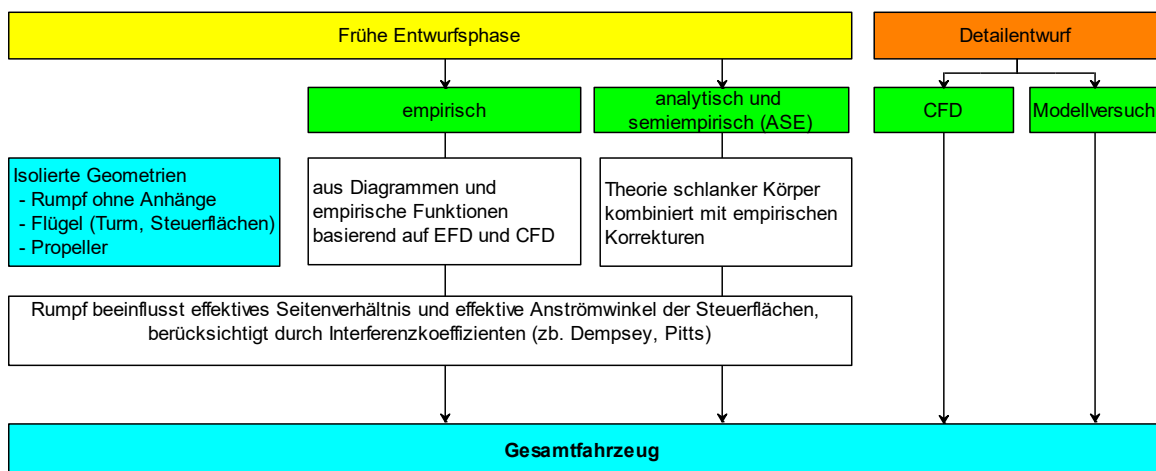 Frühe Entwurfsphase
Detailentwurf
empirisch
analytisch und
semiempirisch (ASE)
CFD
Modellversuch
Isolierte Geometrien
- Rumpf ohne Anhänge
- Flügel (Turm, Steuerflächen)
- Propeller
aus Diagrammen und
empirische Funktionen
basierend auf EFD und CFD
Theorie schlanker Körper
kombiniert mit empirischen
Korrekturen
Rumpf beeinflusst effektives Seitenverhältnis und effektive Anströmwinkel der Steuerflächen,
berücksichtigt durch Interferenzkoeffizienten (zb. Dempsey, Pitts)
Gesamtfahrzeug